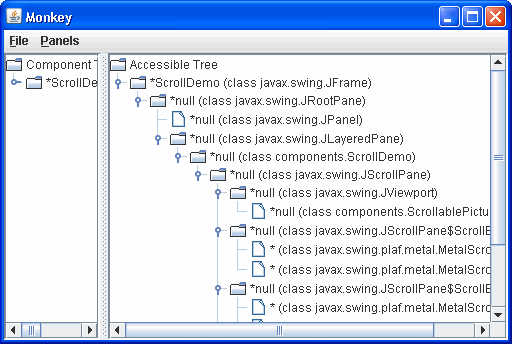 Monkey
File Panels
Component T
*ScrollDe
Accessible Tree
*ScrollDemo (class javax.swing.JFrame)
*null (class javax.swing.JRootPane)
*null (class javax.swing.JPanel)
*null (class javax.swing.JLayeredPane)
*null (class components.ScrollDemo)
*null (class javax.swing.JScrollPane)
*null (class javax.swing.JViewport)
*null (class components.ScrollablePictu
*null (class javax.swing.JScrollPane$ScrollB
* (class javax.swing.plaf.metal.MetalScro
* (class javax.swing.plaf.metal.MetalScro
*null (class javax.swing.JScrollPane$ScrollB
* (class javax.swing.plaf.metal.MetalScro